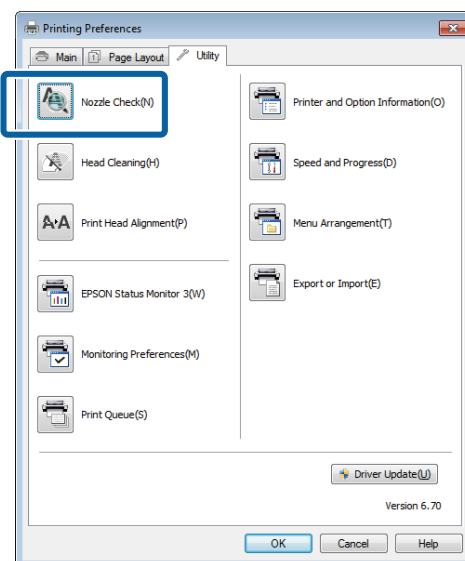 Printing Preferences
Main
Page Layout
Utility
Nozzle Check(N)
Head Cleaning(H)
Print Head Alignment(P)
EPSON Status Monitor 3(W)
Monitoring Preferences(M)
Print Queue(S)
Printer and Option Information(O)
Speed and Progress(D)
Menu Arrangement(T)
Export or Import(E)
Driver Update(U)
Version 6.70
OK
Cancel
Help